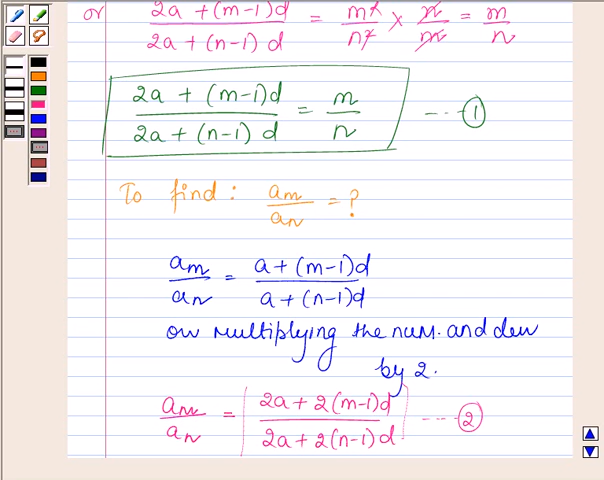 or (2a + (m-1)d)/(2a + (n-1)d) = m²/n² × n/m = m/n
(2a + (m-1)d)/(2a + (n-1)d) = m/n --- ①
To find : aₘ/aₙ = ?
aₘ/aₙ = (a + (m-1)d)/(a + (n-1)d)
on multiplying the num. and den
by 2.
aₘ/aₙ = (2a + 2(m-1)d)/(2a + 2(n-1)d) --- ②